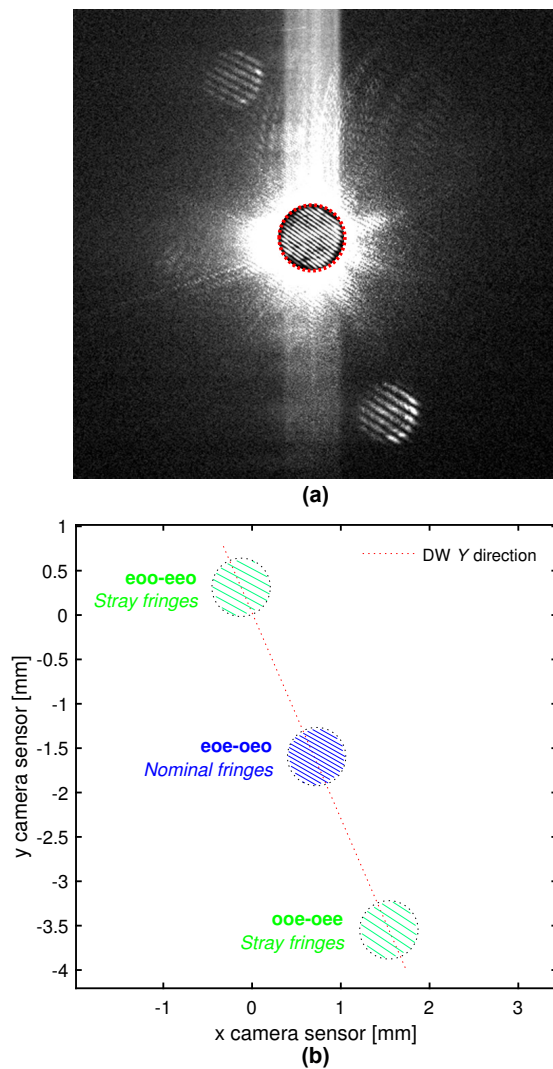 (a)
1
0.5
0
-0.5
-1
-1.5
-2
-2.5
-3
-3.5
-4
y camera sensor [mm]
DW Y direction
eoo-eeo
Stray fringes
eoe-oeo
Nominal fringes
ooe-oee
Stray fringes
-1 0 1 2 3
x camera sensor [mm]
(b)